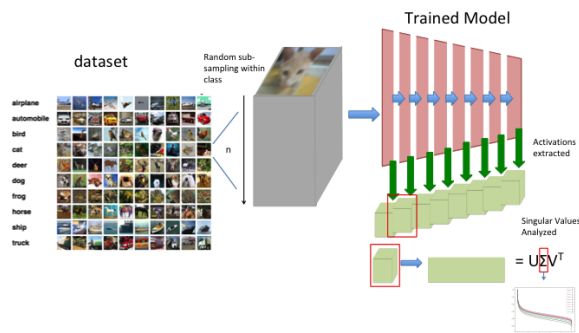 Trained Model
dataset
Random sub-
sampling within
class
airplane
automobile
bird
cat
deer
dog
frog
horse
ship
truck
n
Activations
extracted
Singular Values
Analyzed
= UΣVᵀ